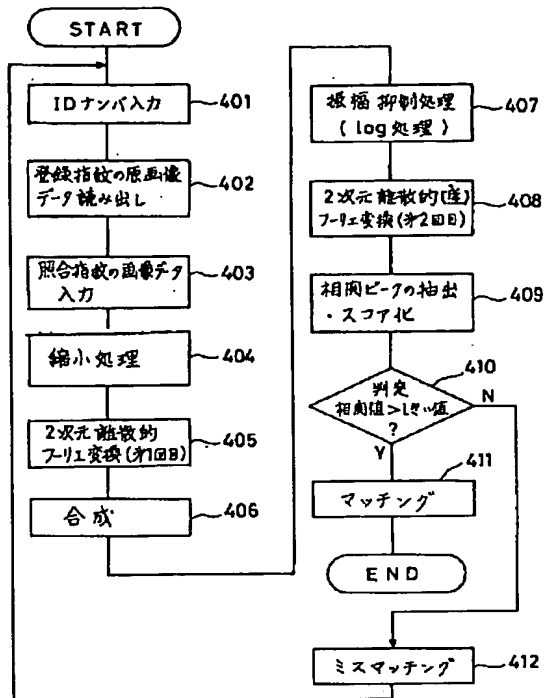 START
IDナンバ入力
401
登録指紋の原画像
データ読み出し
402
照合指紋の画像データ
入力
403
縮小処理
404
2次元離散的
フーリエ変換(第1回目)
405
合成
406
振幅抑制処理
(log処理)
407
2次元離散的(逆)
フーリエ変換(第2回目)
408
相関ピークの抽出
・スコア化
409
410
判定
相関値>しきい値
?
N
Y
411
マッチング
END
ミスマッチング
412